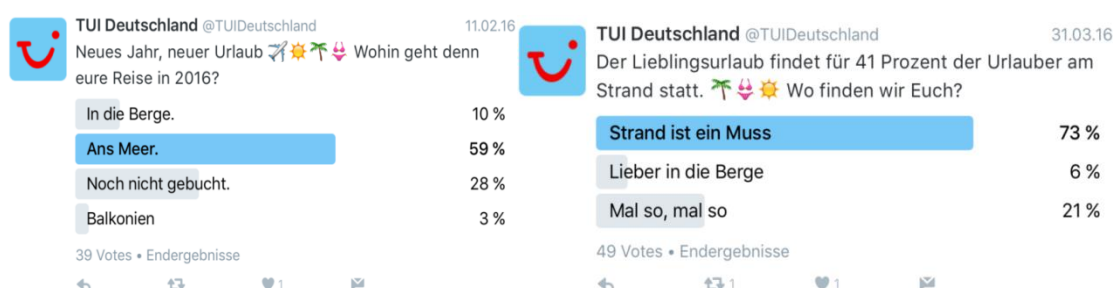 TUI Deutschland @TUIDeutschland 11.02.16
Neues Jahr, neuer Urlaub ✈️☀️🌴👙 Wohin geht denn
eure Reise in 2016?
In die Berge. 10 %
Ans Meer. 59 %
Noch nicht gebucht. 28 %
Balkonien 3 %
39 Votes • Endergebnisse
1
TUI Deutschland @TUIDeutschland 31.03.16
Der Lieblingsurlaub findet für 41 Prozent der Urlauber am
Strand statt. 🌴👙☀️ Wo finden wir Euch?
Strand ist ein Muss 73 %
Lieber in die Berge 6 %
Mal so, mal so 21 %
49 Votes • Endergebnisse
1 1